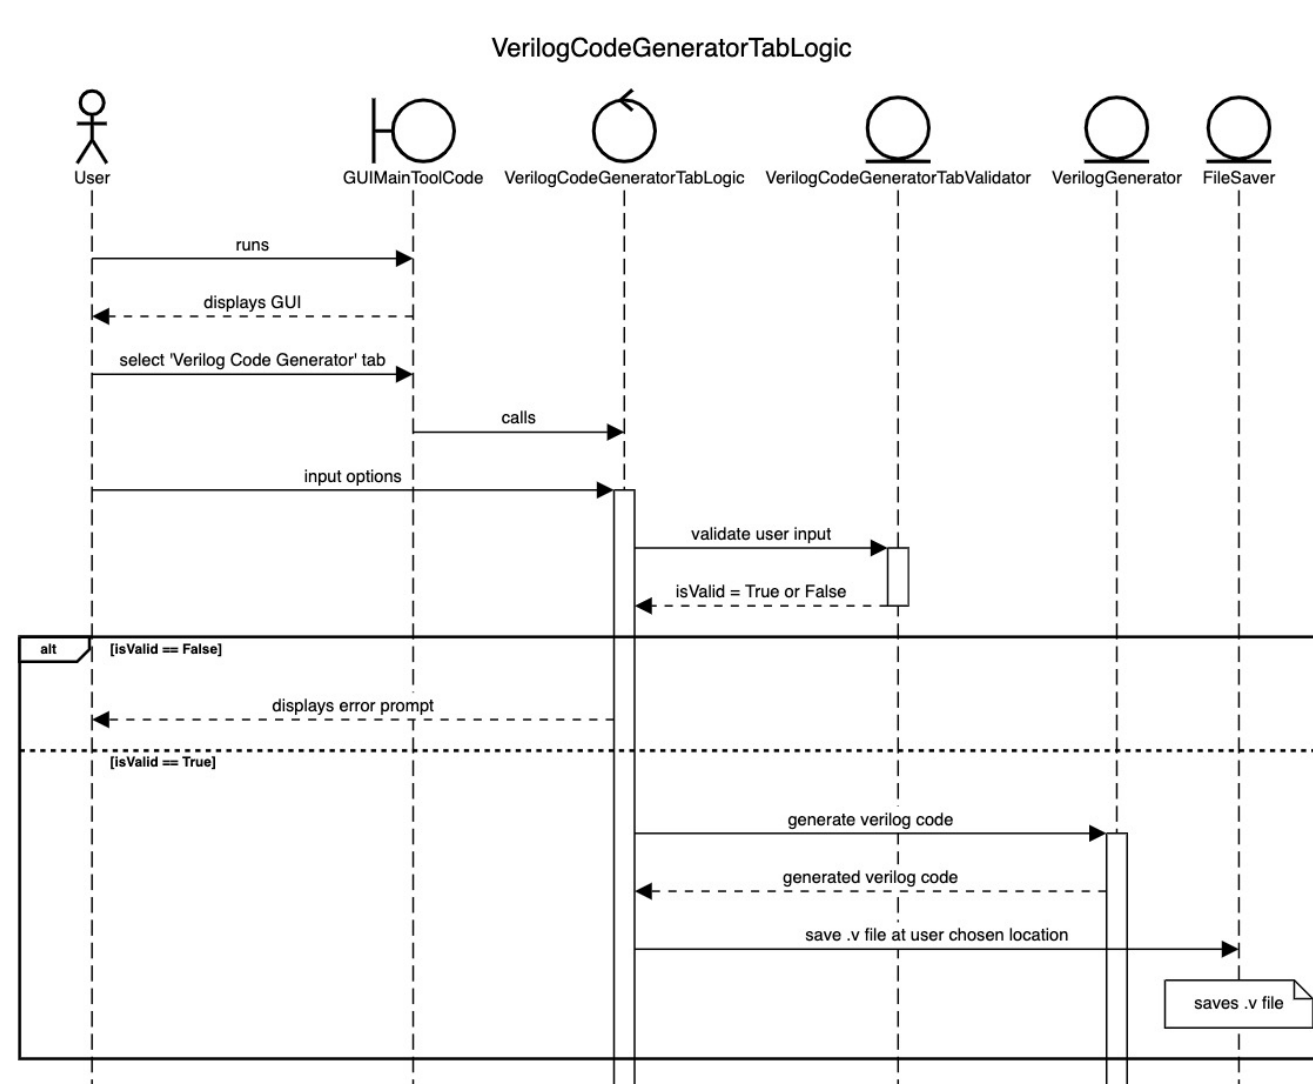 VerilogCodeGeneratorTabLogic
User
GUIMainToolCode
VerilogCodeGeneratorTabLogic
VerilogCodeGeneratorTabValidator
VerilogGenerator
FileSaver
runs
displays GUI
select 'Verilog Code Generator' tab
calls
input options
validate user input
isValid = True or False
alt
[isValid == False]
displays error prompt
[isValid == True]
generate verilog code
generated verilog code
save .v file at user chosen location
saves .v file